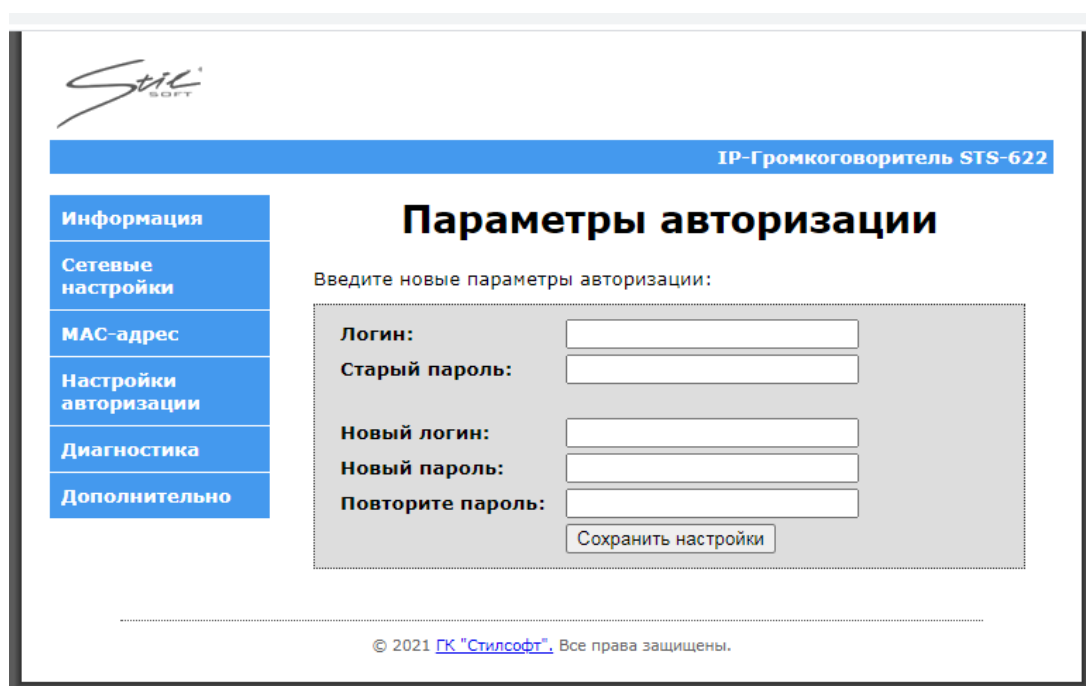 Stil
SOFT
IP-Громкоговоритель STS-622
Информация
Сетевые
настройки
MAC-адрес
Настройки
авторизации
Диагностика
Дополнительно
Параметры авторизации
Введите новые параметры авторизации:
Логин:
Старый пароль:
Новый логин:
Новый пароль:
Повторите пароль:
Сохранить настройки
© 2021 ГК "Стилсофт". Все права защищены.